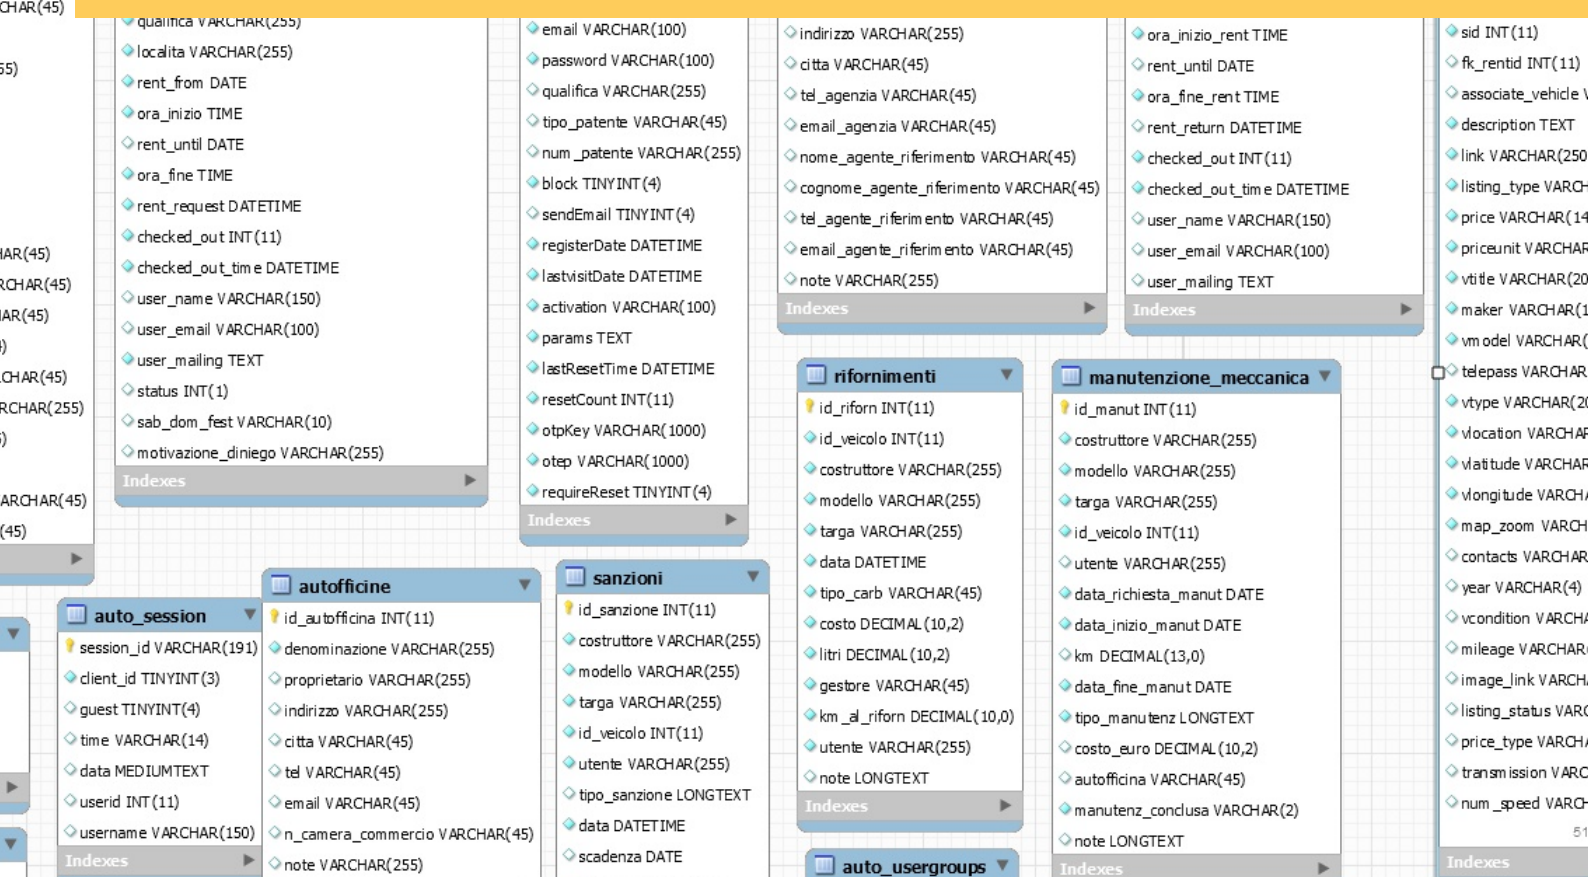 CHAR(45)
55)
HAR(45)
RCHAR(45)
AR(45)
)
CHAR(45)
RCHAR(255)
)
ARCHAR(45)
(45)
qualifica VARCHAR(255)
localita VARCHAR(255)
rent_from DATE
ora_inizio TIME
rent_until DATE
ora_fine TIME
rent_request DATETIME
checked_out INT(11)
checked_out_time DATETIME
user_name VARCHAR(150)
user_email VARCHAR(100)
user_mailing TEXT
status INT(1)
sab_dom_fest VARCHAR(10)
motivazione_diniego VARCHAR(255)
Indexes
email VARCHAR(100)
password VARCHAR(100)
qualifica VARCHAR(255)
tipo_patente VARCHAR(45)
num_patente VARCHAR(255)
block TINYINT(4)
sendEmail TINYINT(4)
registerDate DATETIME
lastvisitDate DATETIME
activation VARCHAR(100)
params TEXT
lastResetTime DATETIME
resetCount INT(11)
otpKey VARCHAR(1000)
otep VARCHAR(1000)
requireReset TINYINT(4)
Indexes
indirizzo VARCHAR(255)
citta VARCHAR(45)
tel_agenzia VARCHAR(45)
email_agenzia VARCHAR(45)
nome_agente_riferimento VARCHAR(45)
cognome_agente_riferimento VARCHAR(45)
tel_agente_riferimento VARCHAR(45)
email_agente_riferimento VARCHAR(45)
note VARCHAR(255)
Indexes
ora_inizio_rent TIME
rent_until DATE
ora_fine_rent TIME
rent_return DATETIME
checked_out INT(11)
checked_out_time DATETIME
user_name VARCHAR(150)
user_email VARCHAR(100)
user_mailing TEXT
Indexes
sid INT(11)
fk_rentid INT(11)
associate_vehicle V
description TEXT
link VARCHAR(250
listing_type VARCH
price VARCHAR(14
priceunit VARCHAR
vtitle VARCHAR(20
maker VARCHAR(1
vmodel VARCHAR(
telepass VARCHAR
vtype VARCHAR(20
vlocation VARCHAR
vlatitude VARCHAR
vlongitude VARCHA
map_zoom VARCH
contacts VARCHAR
year VARCHAR(4)
vcondition VARCHA
mileage VARCHAR(
image_link VARCHA
listing_status VARC
price_type VARCHA
transmission VARC
num_speed VARCH
51
Indexes
auto_session
session_id VARCHAR(191)
client_id TINYINT(3)
guest TINYINT(4)
time VARCHAR(14)
data MEDIUMTEXT
userid INT(11)
username VARCHAR(150)
Indexes
autofficine
id_autofficina INT(11)
denominazione VARCHAR(255)
proprietario VARCHAR(255)
indirizzo VARCHAR(255)
citta VARCHAR(45)
tel VARCHAR(45)
email VARCHAR(45)
n_camera_commercio VARCHAR(45)
note VARCHAR(255)
sanzioni
id_sanzione INT(11)
costruttore VARCHAR(255)
modello VARCHAR(255)
targa VARCHAR(255)
id_veicolo INT(11)
utente VARCHAR(255)
tipo_sanzione LONGTEXT
data DATETIME
scadenza DATE
rifornimenti
id_riforn INT(11)
id_veicolo INT(11)
costruttore VARCHAR(255)
modello VARCHAR(255)
targa VARCHAR(255)
data DATETIME
tipo_carb VARCHAR(45)
costo DECIMAL(10,2)
litri DECIMAL(10,2)
gestore VARCHAR(45)
km_al_riforn DECIMAL(10,0)
utente VARCHAR(255)
note LONGTEXT
Indexes
auto_usergroups
manutenzione_meccanica
id_manut INT(11)
costruttore VARCHAR(255)
modello VARCHAR(255)
targa VARCHAR(255)
id_veicolo INT(11)
utente VARCHAR(255)
data_richiesta_manut DATE
data_inizio_manut DATE
km DECIMAL(13,0)
data_fine_manut DATE
tipo_manutenz LONGTEXT
costo_euro DECIMAL(10,2)
autofficina VARCHAR(45)
manutenz_conclusa VARCHAR(2)
note LONGTEXT
Indexes